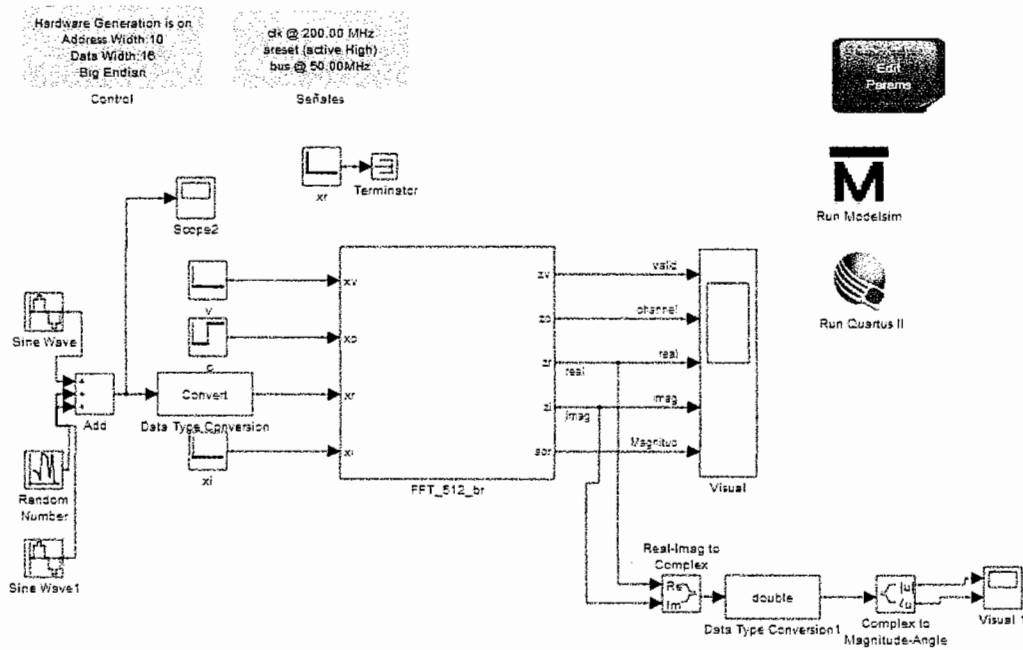 Hardware Generation is on
Address Width:10
Data Width:16
Big Endian
Control
clk @ 200.00 MHz
areset (active High)
bus @ 50.00MHz
Señales
Edit
Params
M
Run Modelsim
Run Quartus II
xr
Terminator
Scope2
v
c
Sine Wave
Add
Convert
Data Type Conversion
xi
Random
Number
Sine Wave1
xv
xc
xr
xi
FFT_512_br
zv
zc
zr
zi
valid
channel
real
real
imag
imag
Magnitud
Visual
Real-Imag to
Complex
Re
Im
double
Data Type Conversion1
|u|
∠u
Complex to
Magnitude-Angle
Visual 1